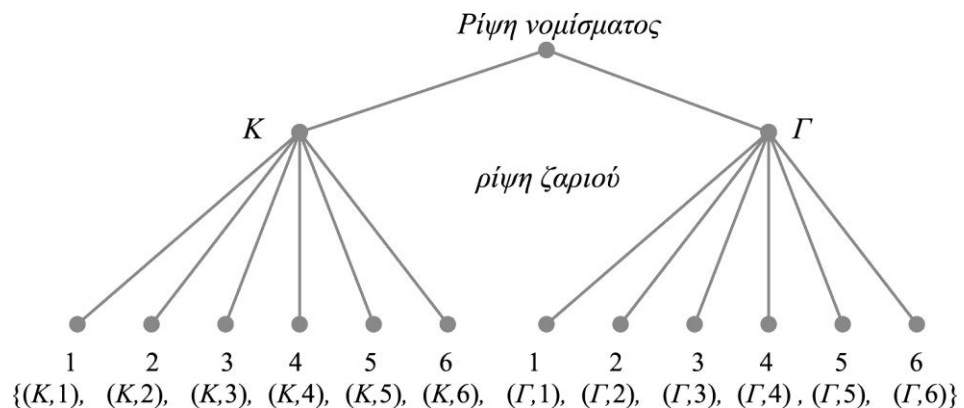 Ρίψη νομίσματος
Κ Γ
ρίψη ζαριού
1 2 3 4 5 6 1 2 3 4 5 6
{(Κ,1), (Κ,2), (Κ,3), (Κ,4), (Κ,5), (Κ,6), (Γ,1), (Γ,2), (Γ,3), (Γ,4) , (Γ,5), (Γ,6)}